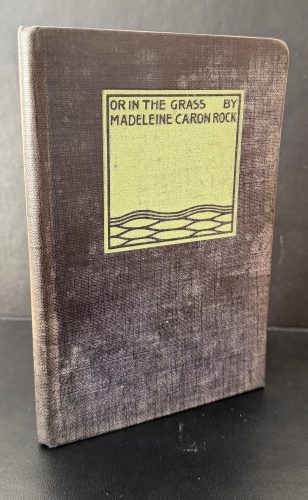 OR IN THE GRASS BY
MADELEINE CARON ROCK